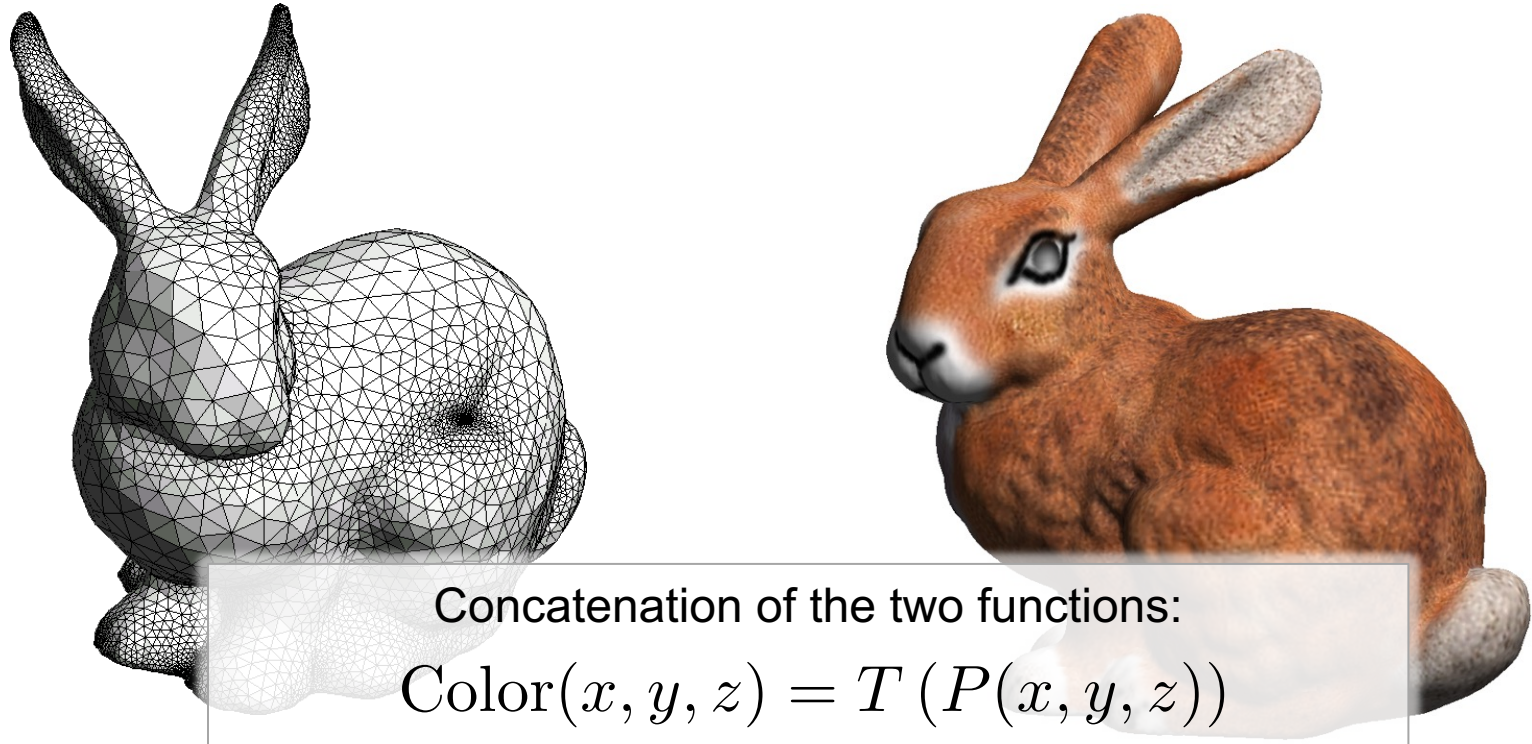 Concatenation of the two functions:
Color(x, y, z) = T (P(x, y, z))